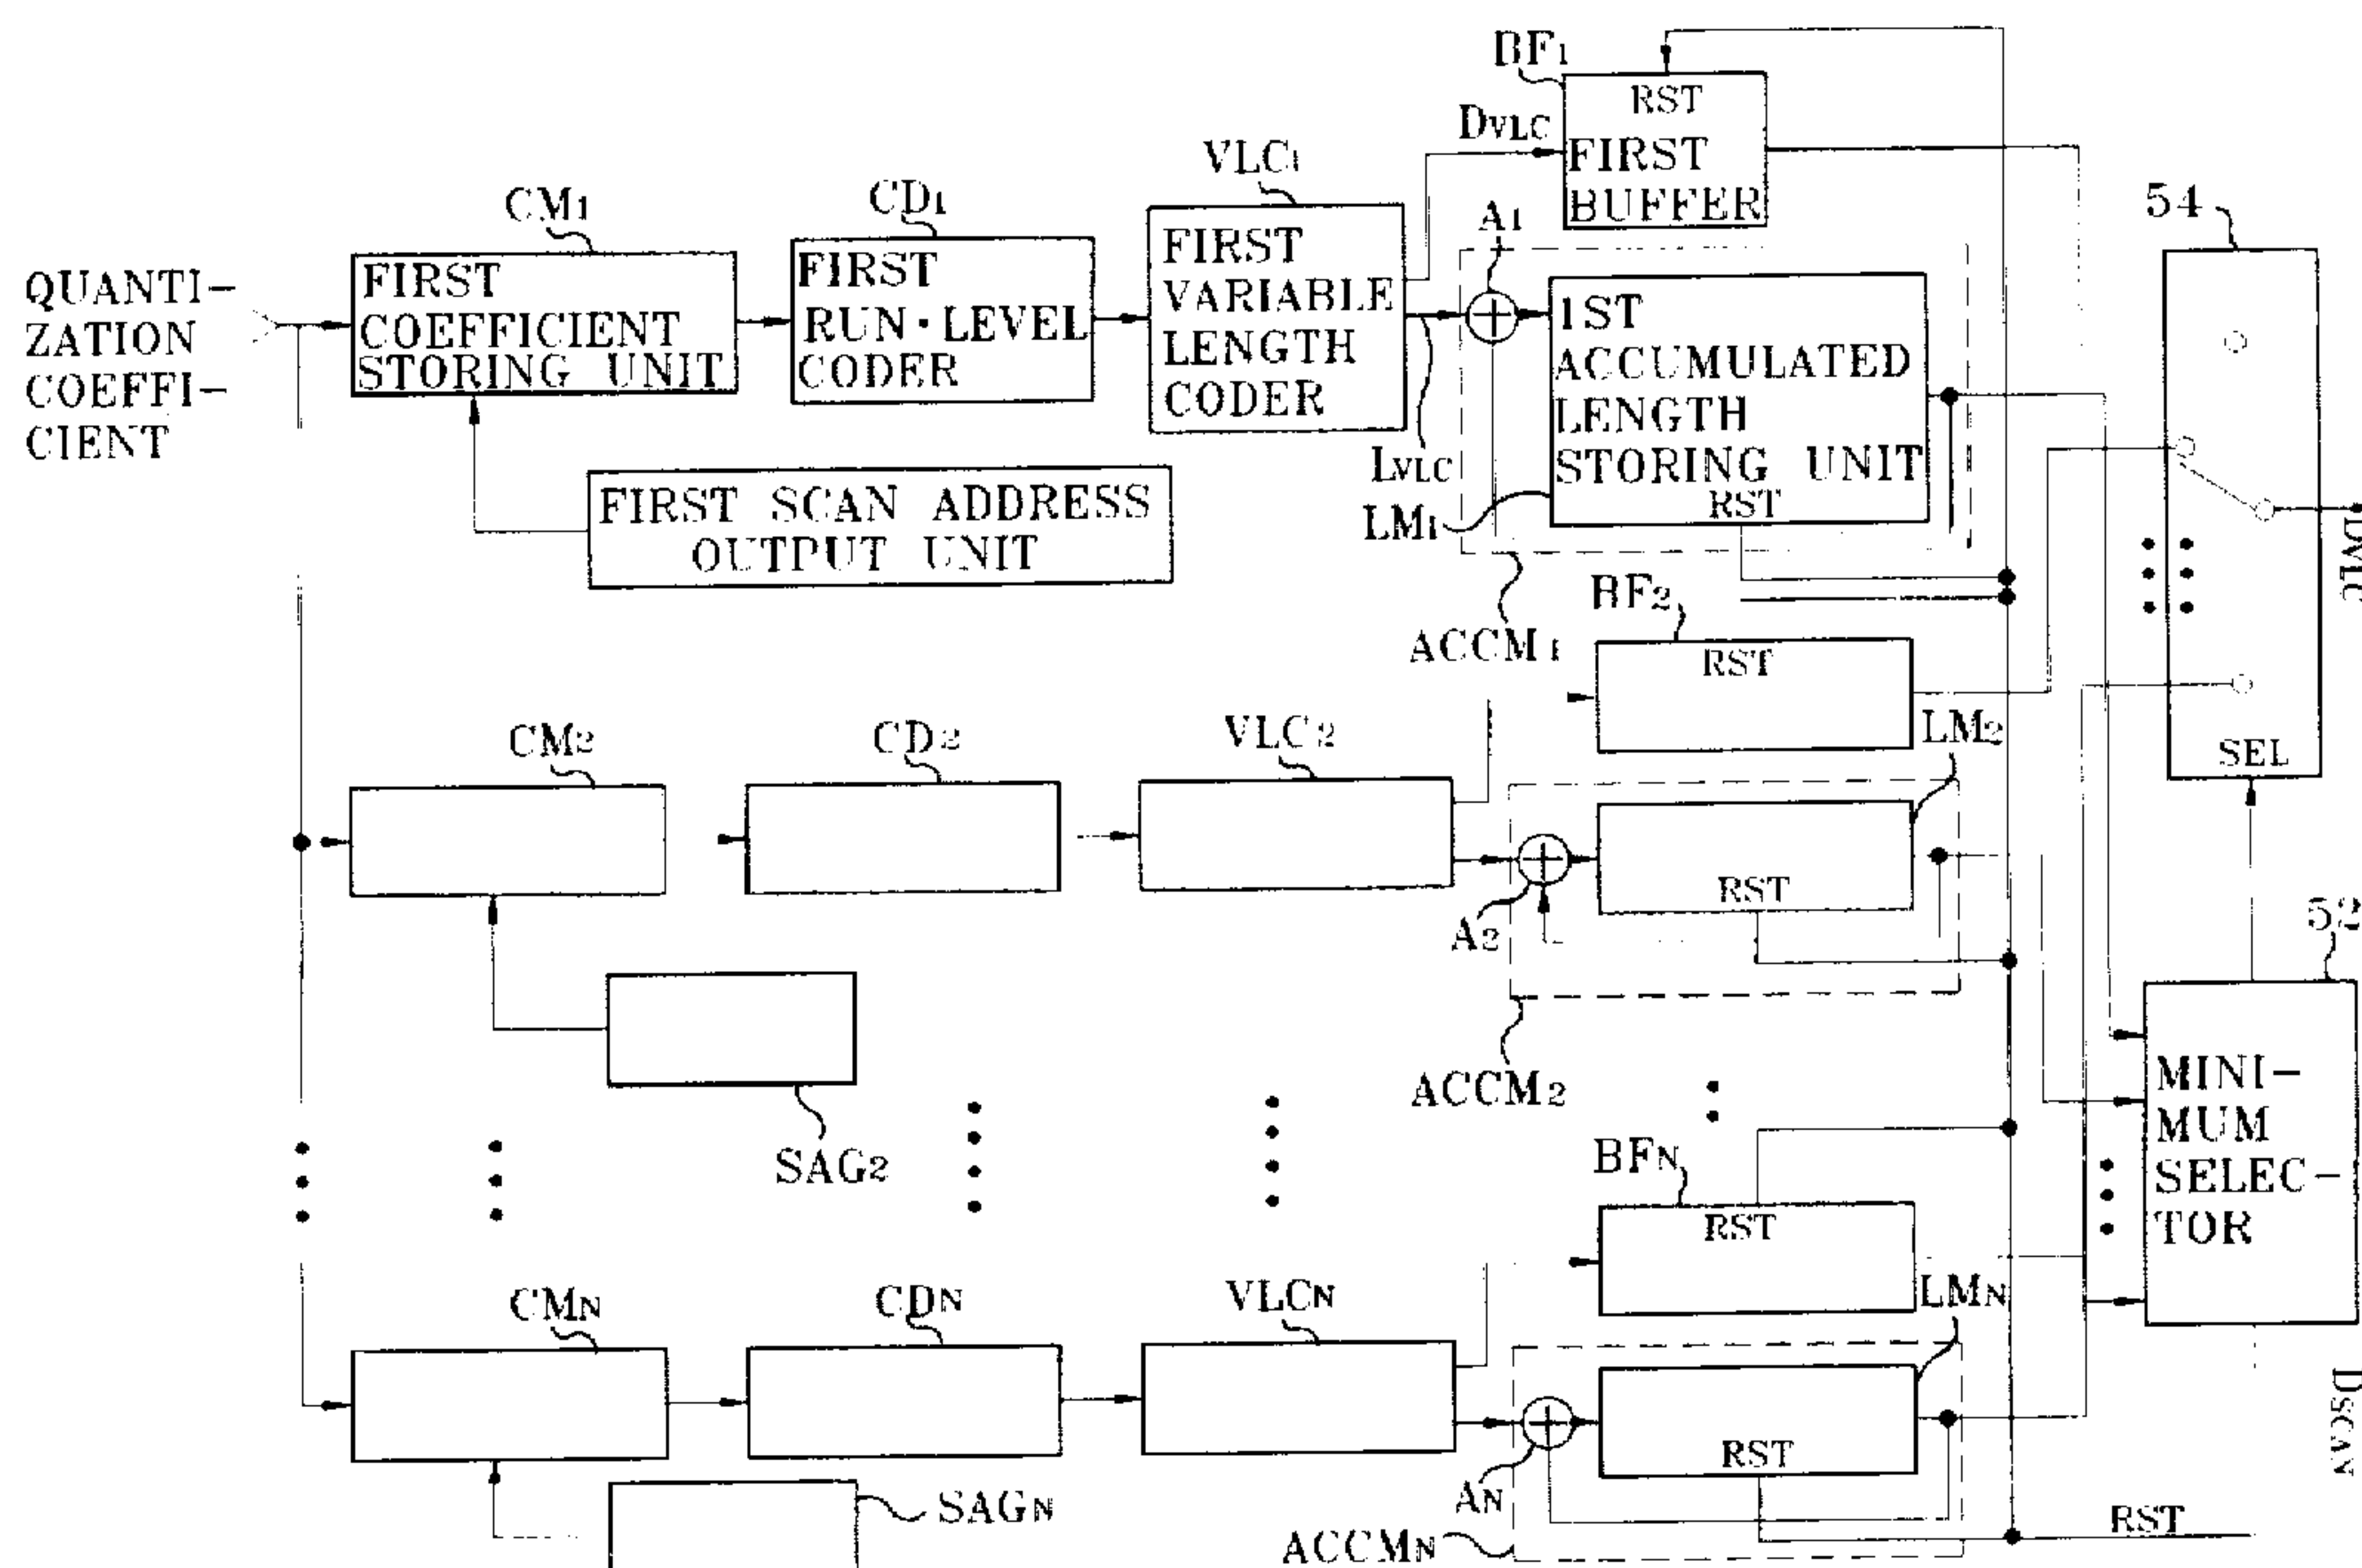 BF1
RST
FIRST
BUFFER
DVLC
VLC1
CD1
CM1
A1
54
QUANTI-
ZATION
COEFFI-
CIENT
FIRST
COEFFICIENT
STORING UNIT
FIRST
RUN·LEVEL
CODER
FIRST
VARIABLE
LENGTH
CODER
1ST
ACCUMULATED
LENGTH
STORING UNIT
RST
LVLC
LM1
FIRST SCAN ADDRESS
OUTPUT UNIT
DVLC
ACCM1
BF2
RST
CM2
CD2
VLC2
LM2
SEL
RST
A2
52
ACCM2
SAG2
MINI-
MUM
SELEC-
TOR
BFN
RST
CMN
CDN
VLCN
LMN
RST
AN
DSCAN
SAGN
ACCMN
RST